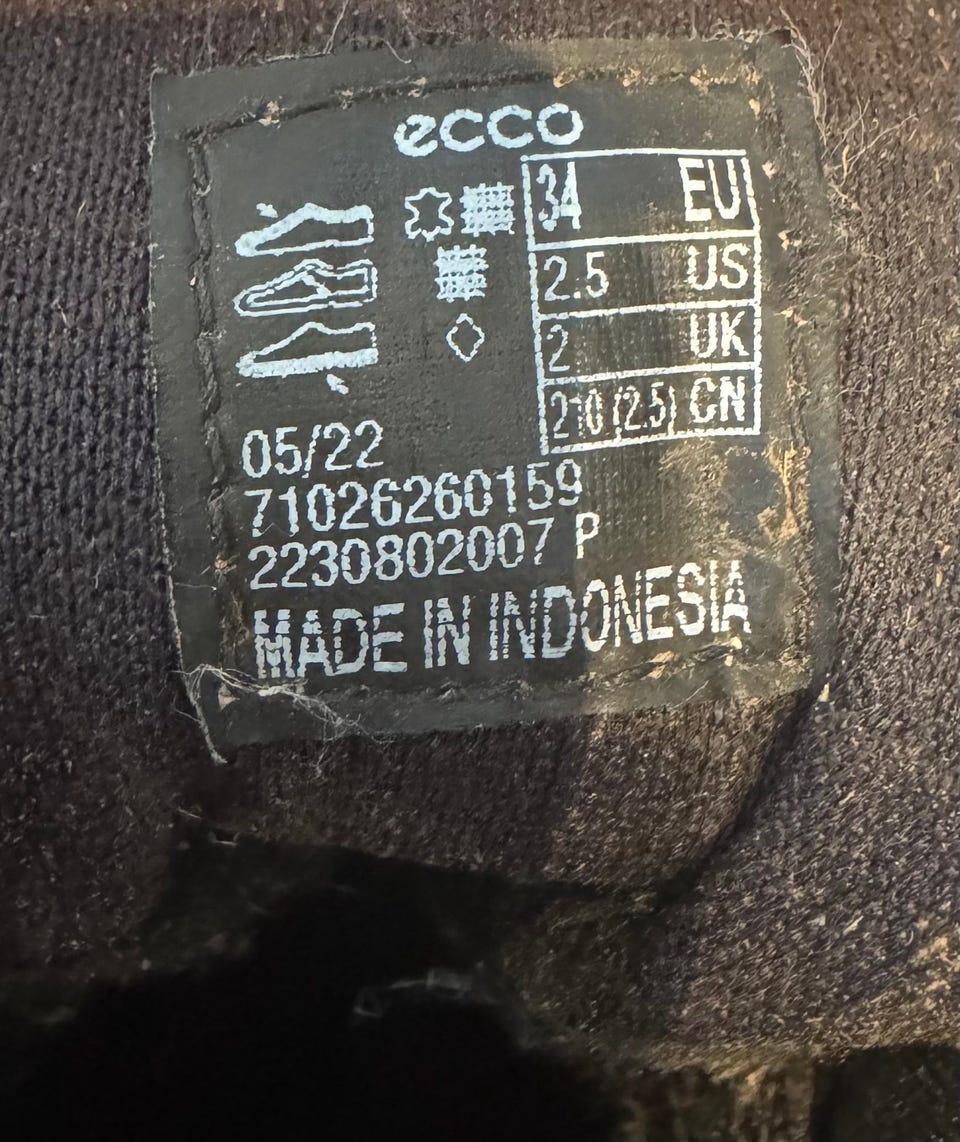 ecco
34 EU
2.5 US
2 UK
210 (2.5) CN
05/22
71026260159
2230802007 P
MADE IN INDONESIA